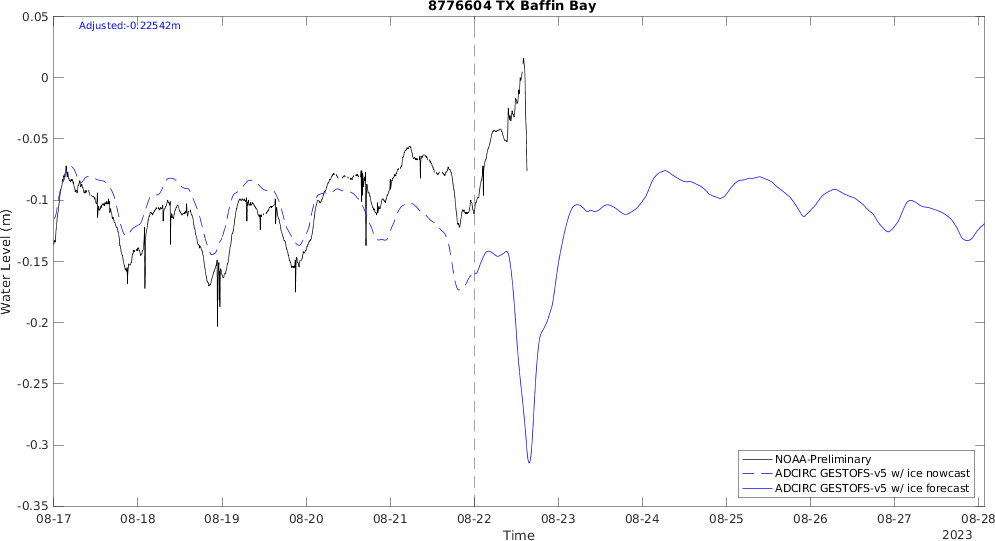 8776604 TX Baffin Bay
Adjusted:-0.22542m
0.05
0
-0.05
-0.1
-0.15
-0.2
-0.25
-0.3
-0.35
Water Level (m)
NOAA-Preliminary
ADCIRC GESTOFS-v5 w/ ice nowcast
ADCIRC GESTOFS-v5 w/ ice forecast
08-17 08-18 08-19 08-20 08-21 08-22 08-23 08-24 08-25 08-26 08-27 08-28
Time
2023